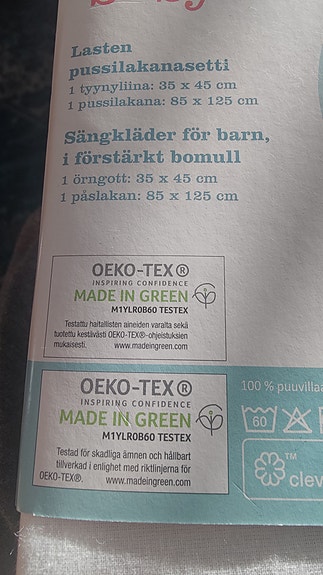 Lasten
pussilakanasetti
1 tyynyliina: 35 x 45 cm
1 pussilakana: 85 x 125 cm
Sängkläder för barn,
i förstärkt bomull
1 örngott: 35 x 45 cm
1 påslakan: 85 x 125 cm
OEKO-TEX®
INSPIRING CONFIDENCE
MADE IN GREEN
M1YLR0B60 TESTEX
Testattu haitallisten aineiden varalta sekä
tuotettu kestävästi OEKO-TEX®-ohjeistuksien
mukaisesti. www.madeingreen.com
OEKO-TEX®
INSPIRING CONFIDENCE
MADE IN GREEN
M1YLR0B60 TESTEX
Testad för skadliga ämnen och hållbart
tillverkad i enlighet med riktlinjerna för
OEKO-TEX®. www.madeingreen.com
100 % puuvillaa
60
TM
clev